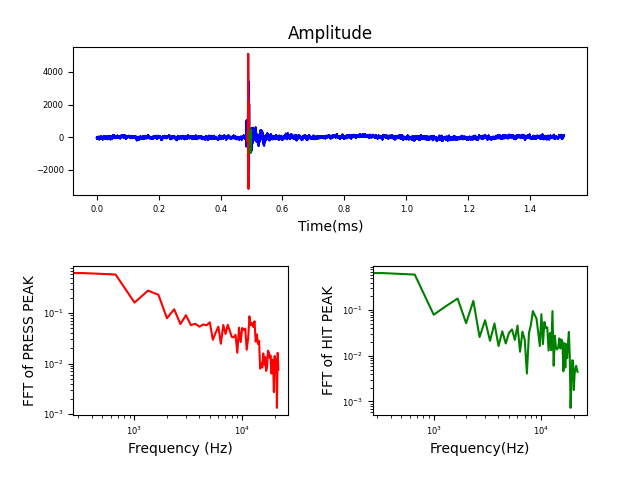 Amplitude
4000
2000
0
−2000
0.0 0.2 0.4 0.6 0.8 1.0 1.2 1.4
Time(ms)
FFT of PRESS PEAK
10⁻¹
10⁻²
10⁻³
10³ 10⁴
Frequency (Hz)
FFT of HIT PEAK
10⁻¹
10⁻²
10⁻³
10³ 10⁴
Frequency(Hz)